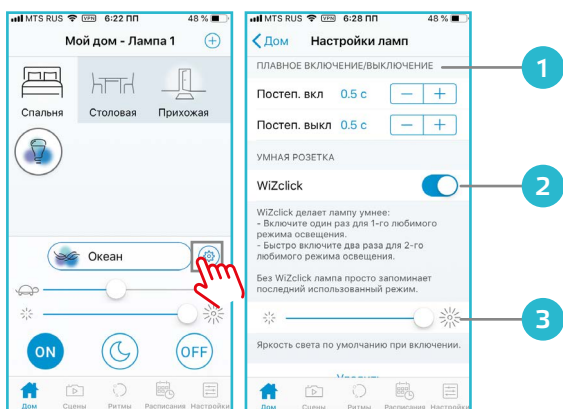 MTS RUS VPN 6:22 ПП 48 %
Мой дом - Лампа 1
Спальня Столовая Прихожая
Океан
ON OFF
Дом Сцены Ритмы Расписания Настройки
MTS RUS VPN 6:28 ПП 48 %
Дом Настройки ламп
ПЛАВНОЕ ВКЛЮЧЕНИЕ/ВЫКЛЮЧЕНИЕ
1
Постеп. вкл 0.5 с − +
Постеп. выкл 0.5 с − +
УМНАЯ РОЗЕТКА
WiZclick
2
WiZclick делает лампу умнее:
- Включите один раз для 1-го любимого
режима освещения.
- Быстро включите два раза для 2-го
любимого режима освещения.
Без WiZclick лампа просто запоминает
последний использованный режим.
3
Яркость света по умолчанию при включении.
Дом Сцены Ритмы Расписания Настройки